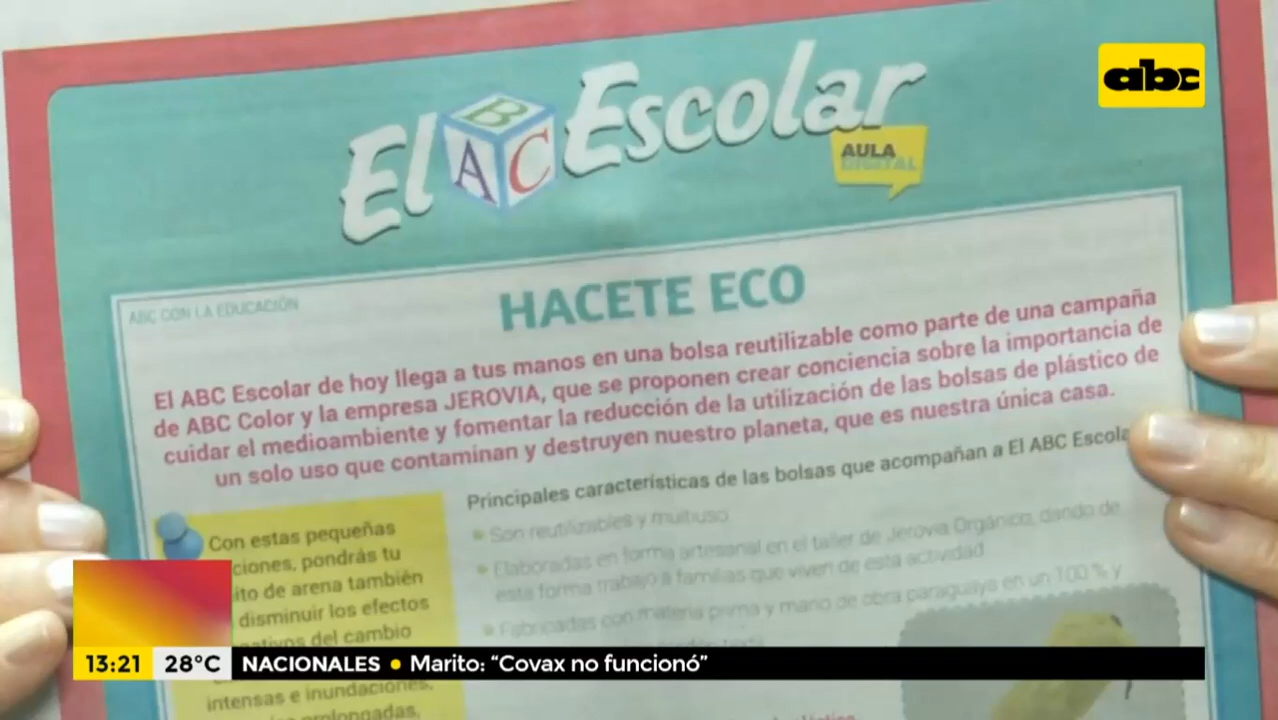 El ABC Escolar
AULA
DIGITAL
abc
ABC CON LA EDUCACIÓN
HACETE ECO
El ABC Escolar de hoy llega a tus manos en una bolsa reutilizable como parte de una campaña
de ABC Color y la empresa JEROVIA, que se proponen crear conciencia sobre la importancia de
cuidar el medioambiente y fomentar la reducción de la utilización de las bolsas de plástico de
un solo uso que contaminan y destruyen nuestro planeta, que es nuestra única casa.
Principales características de las bolsas que acompañan a El ABC Escola
Son reutilizables y multiuso
Elaboradas en forma artesanal en el taller de Jerovia Orgánico, dando de
esta forma trabajo a familias que viven de esta actividad
Fabricadas con materia prima y mano de obra paraguaya en un 100 % y
Con estas pequeñas
ciones, pondrás tu
ito de arena también
disminuir los efectos
ativos del cambio
intensas e inundaciones,
prolongadas,
13:21 28°C NACIONALES • Marito: “Covax no funcionó”